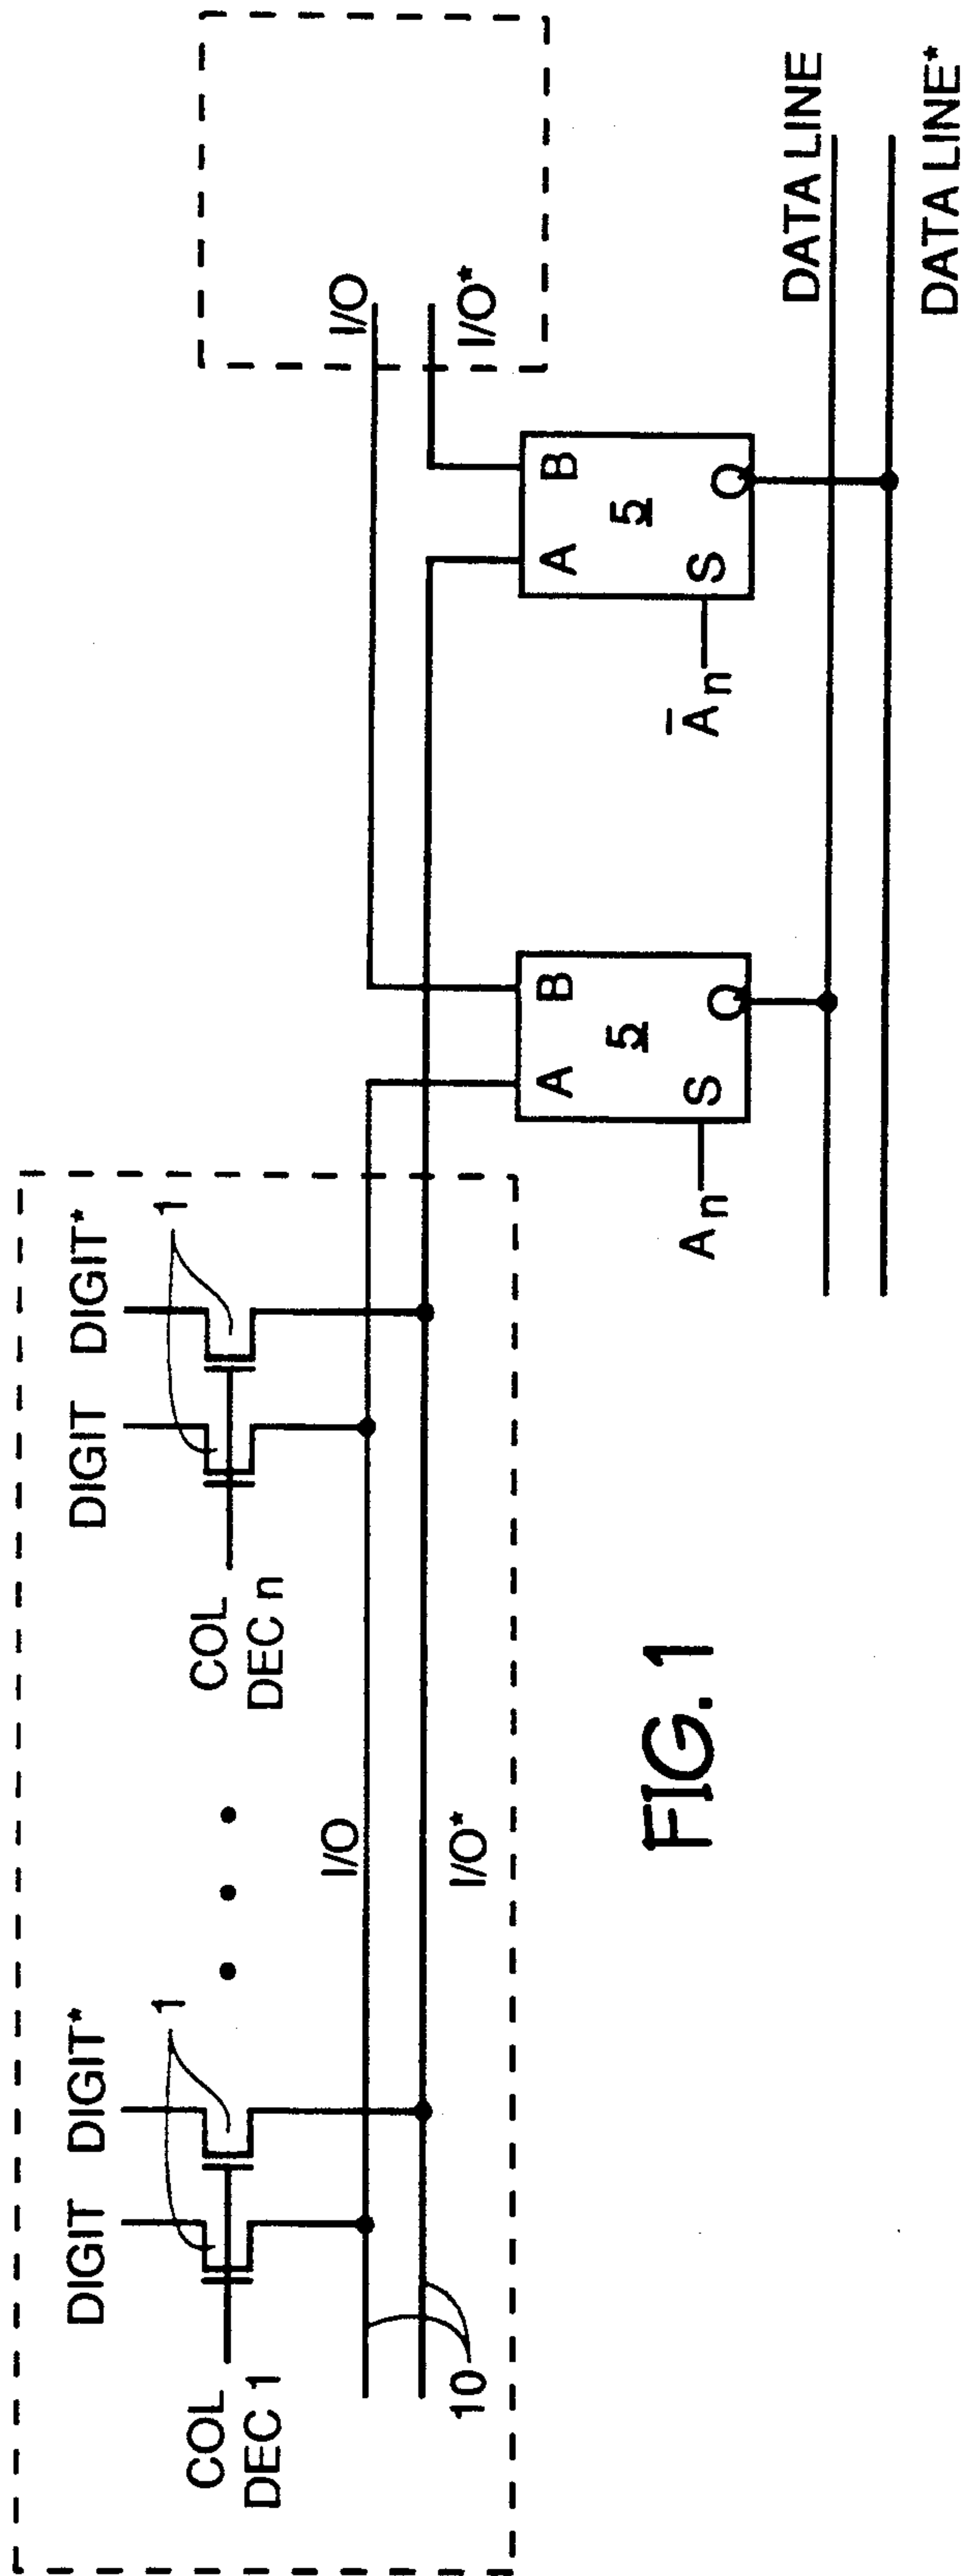 DIGIT DIGIT*
1
COL
DEC 1
10
I/O
I/O*
DIGIT DIGIT*
1
COL
DEC n
A B
5
S Q
An
A B
5
S Q
A̅n
I/O
I/O*
DATA LINE
DATA LINE*
FIG. 1